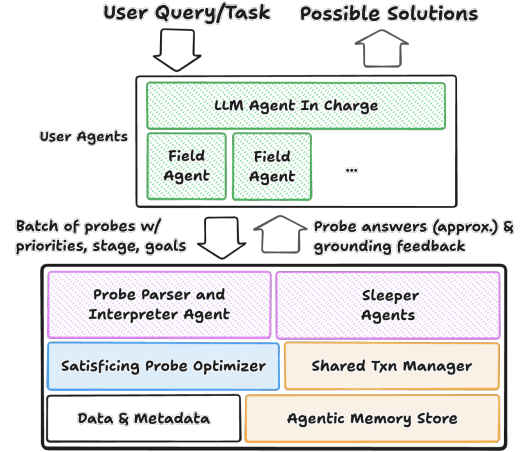 User Query/Task
Possible Solutions
LLM Agent In Charge
User Agents
Field
Agent
Field
Agent
...
Batch of probes w/
priorities, stage, goals
Probe answers (approx.) &
grounding feedback
Probe Parser and
Interpreter Agent
Sleeper
Agents
Satisficing Probe Optimizer
Shared Txn Manager
Data & Metadata
Agentic Memory Store